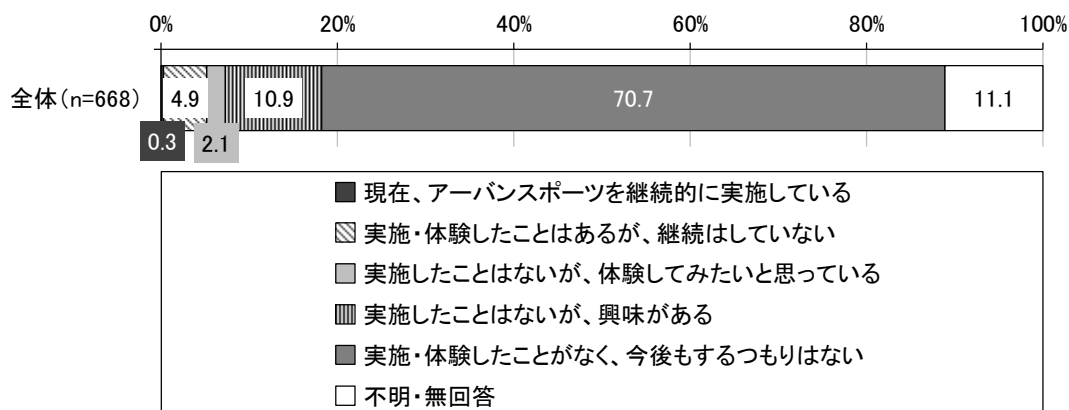 0% 20% 40% 60% 80% 100%
全体(n=668) 4.9 10.9 70.7 11.1
0.3 2.1
現在、アーバンスポーツを継続的に実施している
実施・体験したことはあるが、継続はしていない
実施したことはないが、体験してみたいと思っている
実施したことはないが、興味がある
実施・体験したことがなく、今後もするつもりはない
不明・無回答